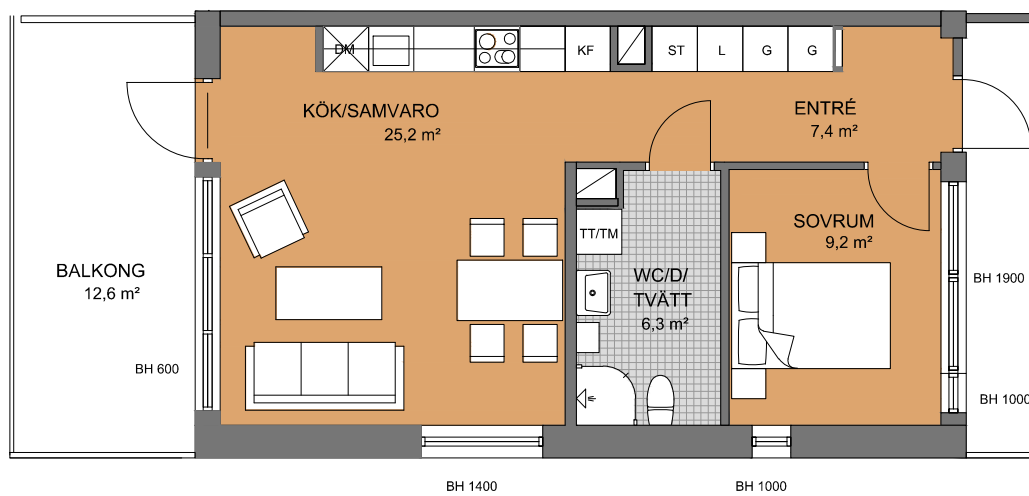 DM
KF
ST
L
G
G
KÖK/SAMVARO
25,2 m²
ENTRÉ
7,4 m²
SOVRUM
9,2 m²
TT/TM
WC/D/
TVÄTT
6,3 m²
BALKONG
12,6 m²
BH 1900
BH 600
BH 1000
BH 1400
BH 1000